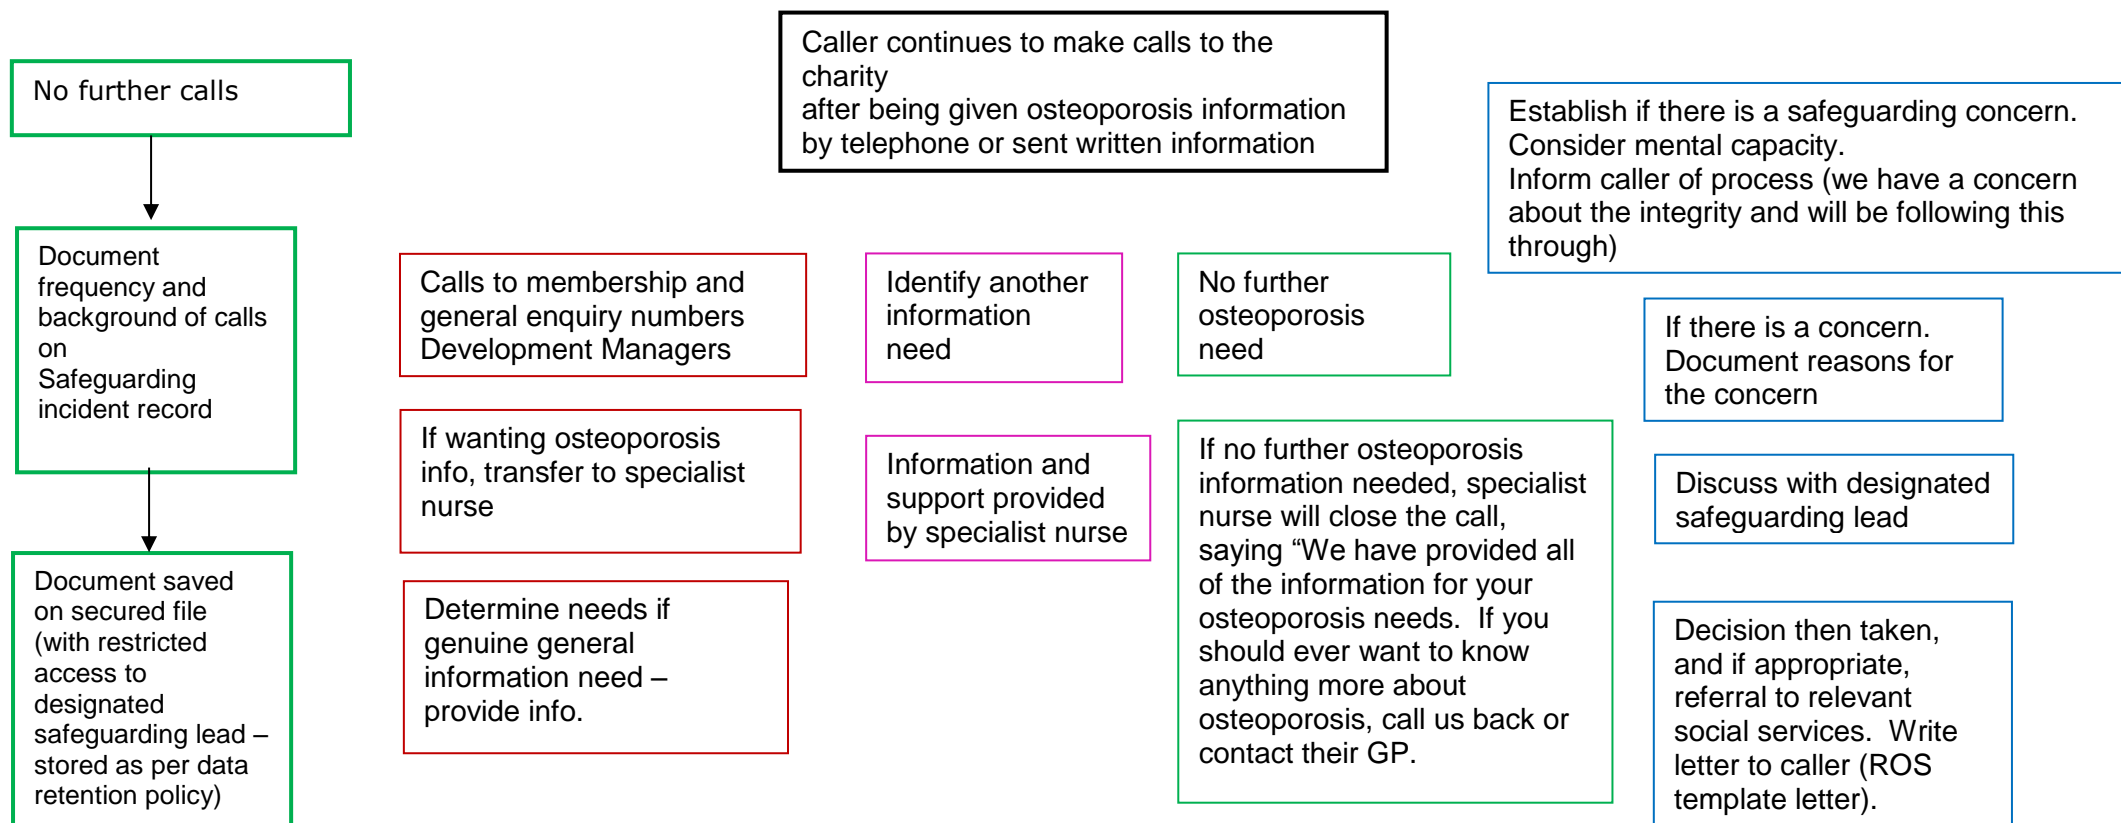 No further calls
Document
frequency and
background of calls
on
Safeguarding
incident record
Document saved
on secured file
(with restricted
access to
designated
safeguarding lead –
stored as per data
retention policy)
Caller continues to make calls to the
charity
after being given osteoporosis information
by telephone or sent written information
Calls to membership and
general enquiry numbers
Development Managers
If wanting osteoporosis
info, transfer to specialist
nurse
Determine needs if
genuine general
information need –
provide info.
Identify another
information
need
Information and
support provided
by specialist nurse
No further
osteoporosis
need
If no further osteoporosis
information needed, specialist
nurse will close the call,
saying “We have provided all
of the information for your
osteoporosis needs.  If you
should ever want to know
anything more about
osteoporosis, call us back or
contact their GP.
Establish if there is a safeguarding concern.
Consider mental capacity.
Inform caller of process (we have a concern
about the integrity and will be following this
through)
If there is a concern.
Document reasons for
the concern
Discuss with designated
safeguarding lead
Decision then taken,
and if appropriate,
referral to relevant
social services.  Write
letter to caller (ROS
template letter).